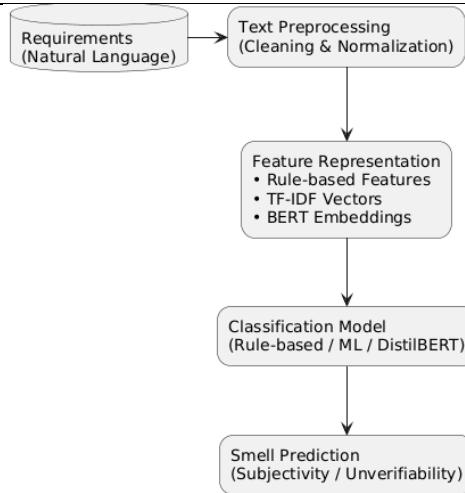 Requirements
(Natural Language)
Text Preprocessing
(Cleaning & Normalization)
Feature Representation
• Rule-based Features
• TF-IDF Vectors
• BERT Embeddings
Classification Model
(Rule-based / ML / DistilBERT)
Smell Prediction
(Subjectivity / Unverifiability)